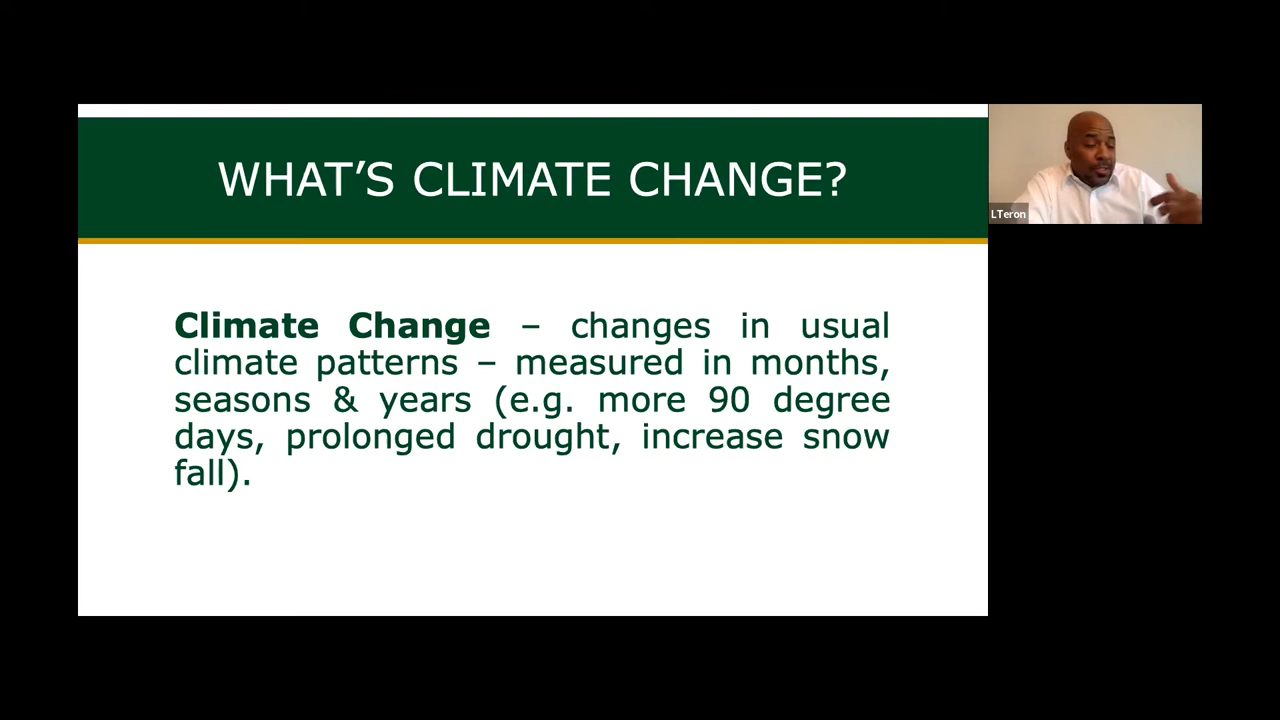 WHAT’S CLIMATE CHANGE?
Climate Change – changes in usual
climate patterns – measured in months,
seasons & years (e.g. more 90 degree
days, prolonged drought, increase snow
fall).
LTeron